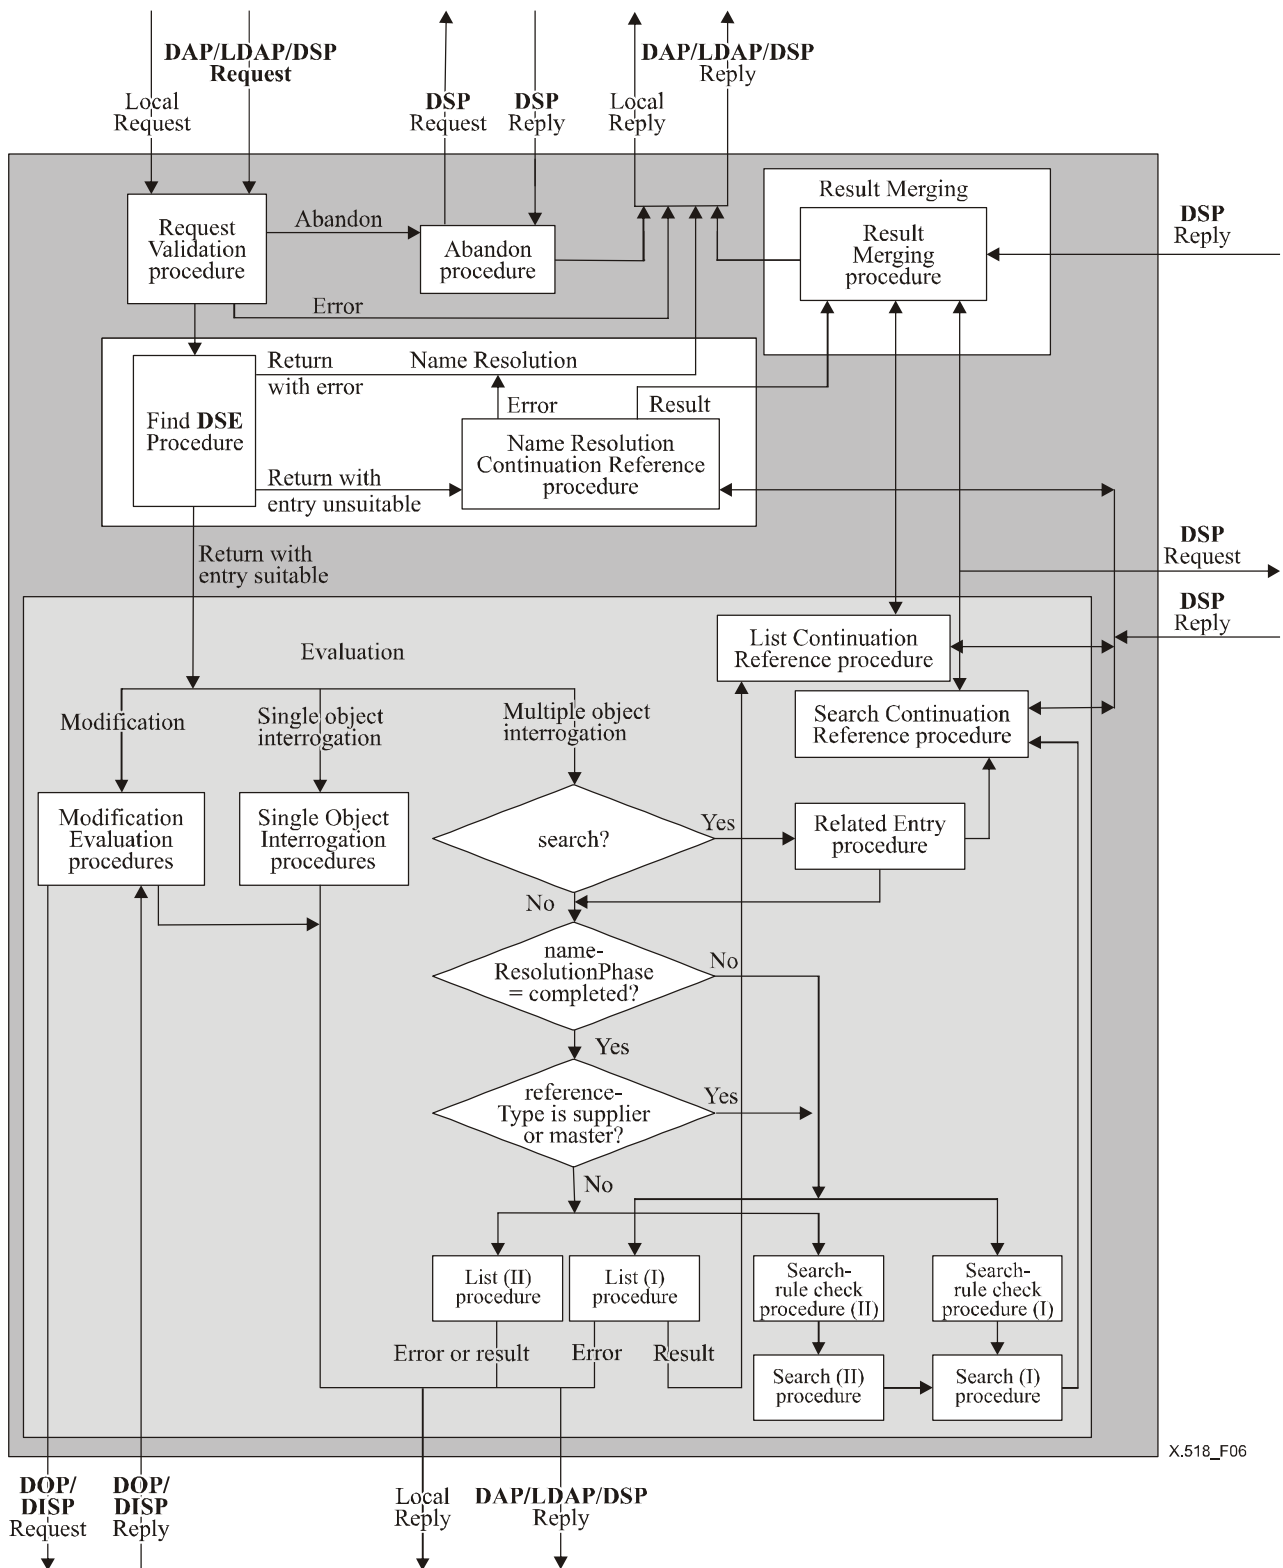 DAP/LDAP/DSP
Request
Local
Request
DSP
Request
DSP
Reply
Local
Reply
DAP/LDAP/DSP
Reply
Request
Validation
procedure
Abandon
Abandon
procedure
Error
Result Merging
Result
Merging
procedure
DSP
Reply
Find DSE
Procedure
Return
with error
Name Resolution
Error
Result
Name Resolution
Continuation Reference
procedure
Return with
entry unsuitable
Return with
entry suitable
DSP
Request
DSP
Reply
Evaluation
List Continuation
Reference procedure
Search Continuation
Reference procedure
Modification
Single object
interrogation
Multiple object
interrogation
Modification
Evaluation
procedures
Single Object
Interrogation
procedures
search?
Yes
Related Entry
procedure
No
name-
ResolutionPhase
= completed?
No
Yes
reference-
Type is supplier
or master?
Yes
No
List (II)
procedure
List (I)
procedure
Search-
rule check
procedure (II)
Search-
rule check
procedure (I)
Error or result
Error
Result
Search (II)
procedure
Search (I)
procedure
X.518_F06
DOP/
DISP
Request
DOP/
DISP
Reply
Local
Reply
DAP/LDAP/DSP
Reply